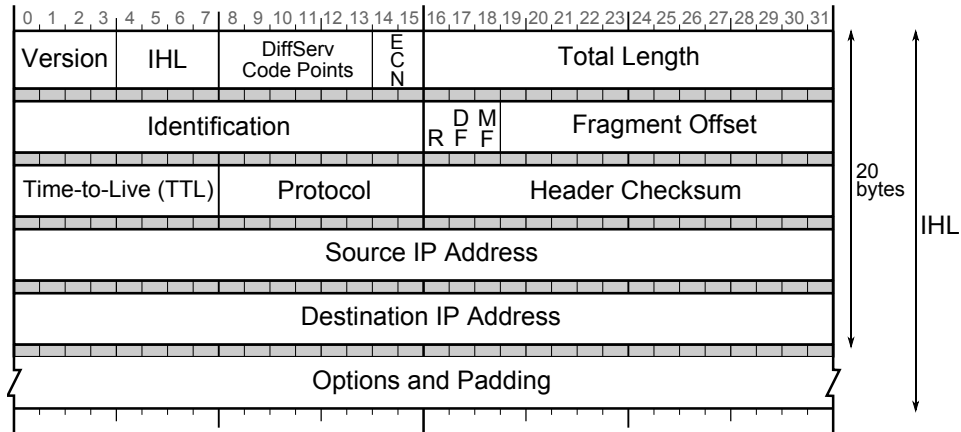 0 1 2 3 4 5 6 7 8 9 10 11 12 13 14 15 16 17 18 19 20 21 22 23 24 25 26 27 28 29 30 31
Version IHL DiffServ
Code Points
E
C
N
Total Length
Identification
R
D
F
M
F
Fragment Offset
Time-to-Live (TTL) Protocol Header Checksum
Source IP Address
Destination IP Address
Options and Padding
20
bytes
IHL